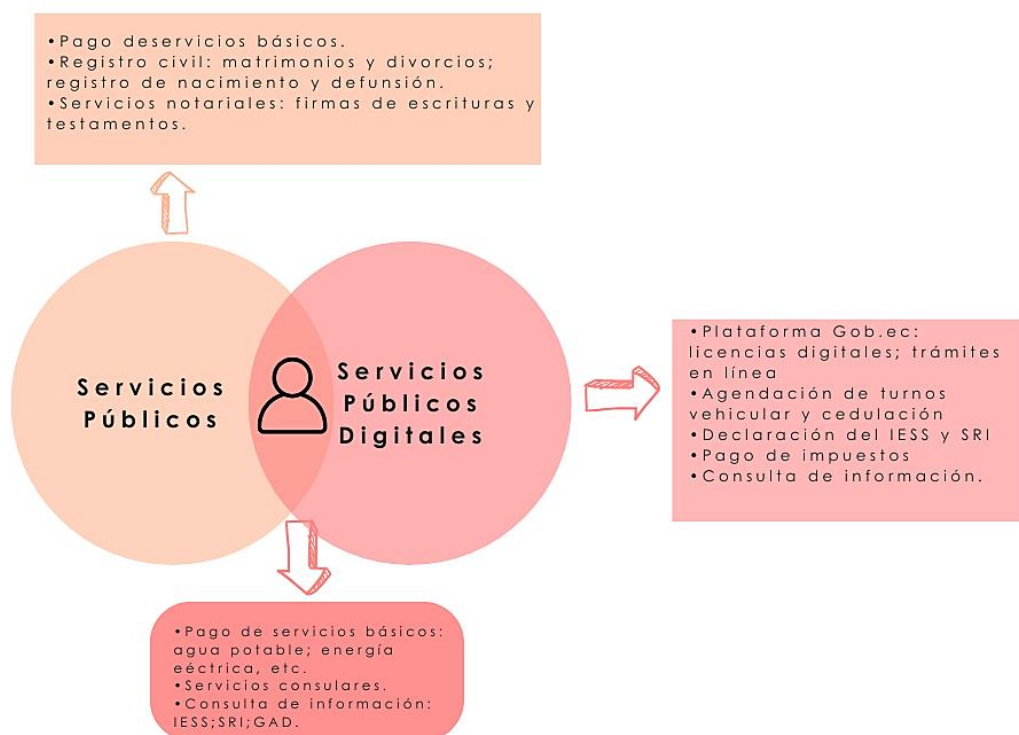 •Pago deservicios básicos.
•Registro civil: matrimonios y divorcios;
registro de nacimiento y defunsión.
•Servicios notariales: firmas de escrituras y
testamentos.
Servicios
Públicos
Servicios
Públicos
Digitales
•Plataforma Gob.ec:
licencias digitales; trámites
en línea
•Agendación de turnos
vehicular y cedulación
•Declaración del IESS y SRI
•Pago de impuestos
•Consulta de información.
•Pago de servicios básicos:
agua potable; energía
eéctrica, etc.
•Servicios consulares.
•Consulta de información:
IESS;SRI;GAD.